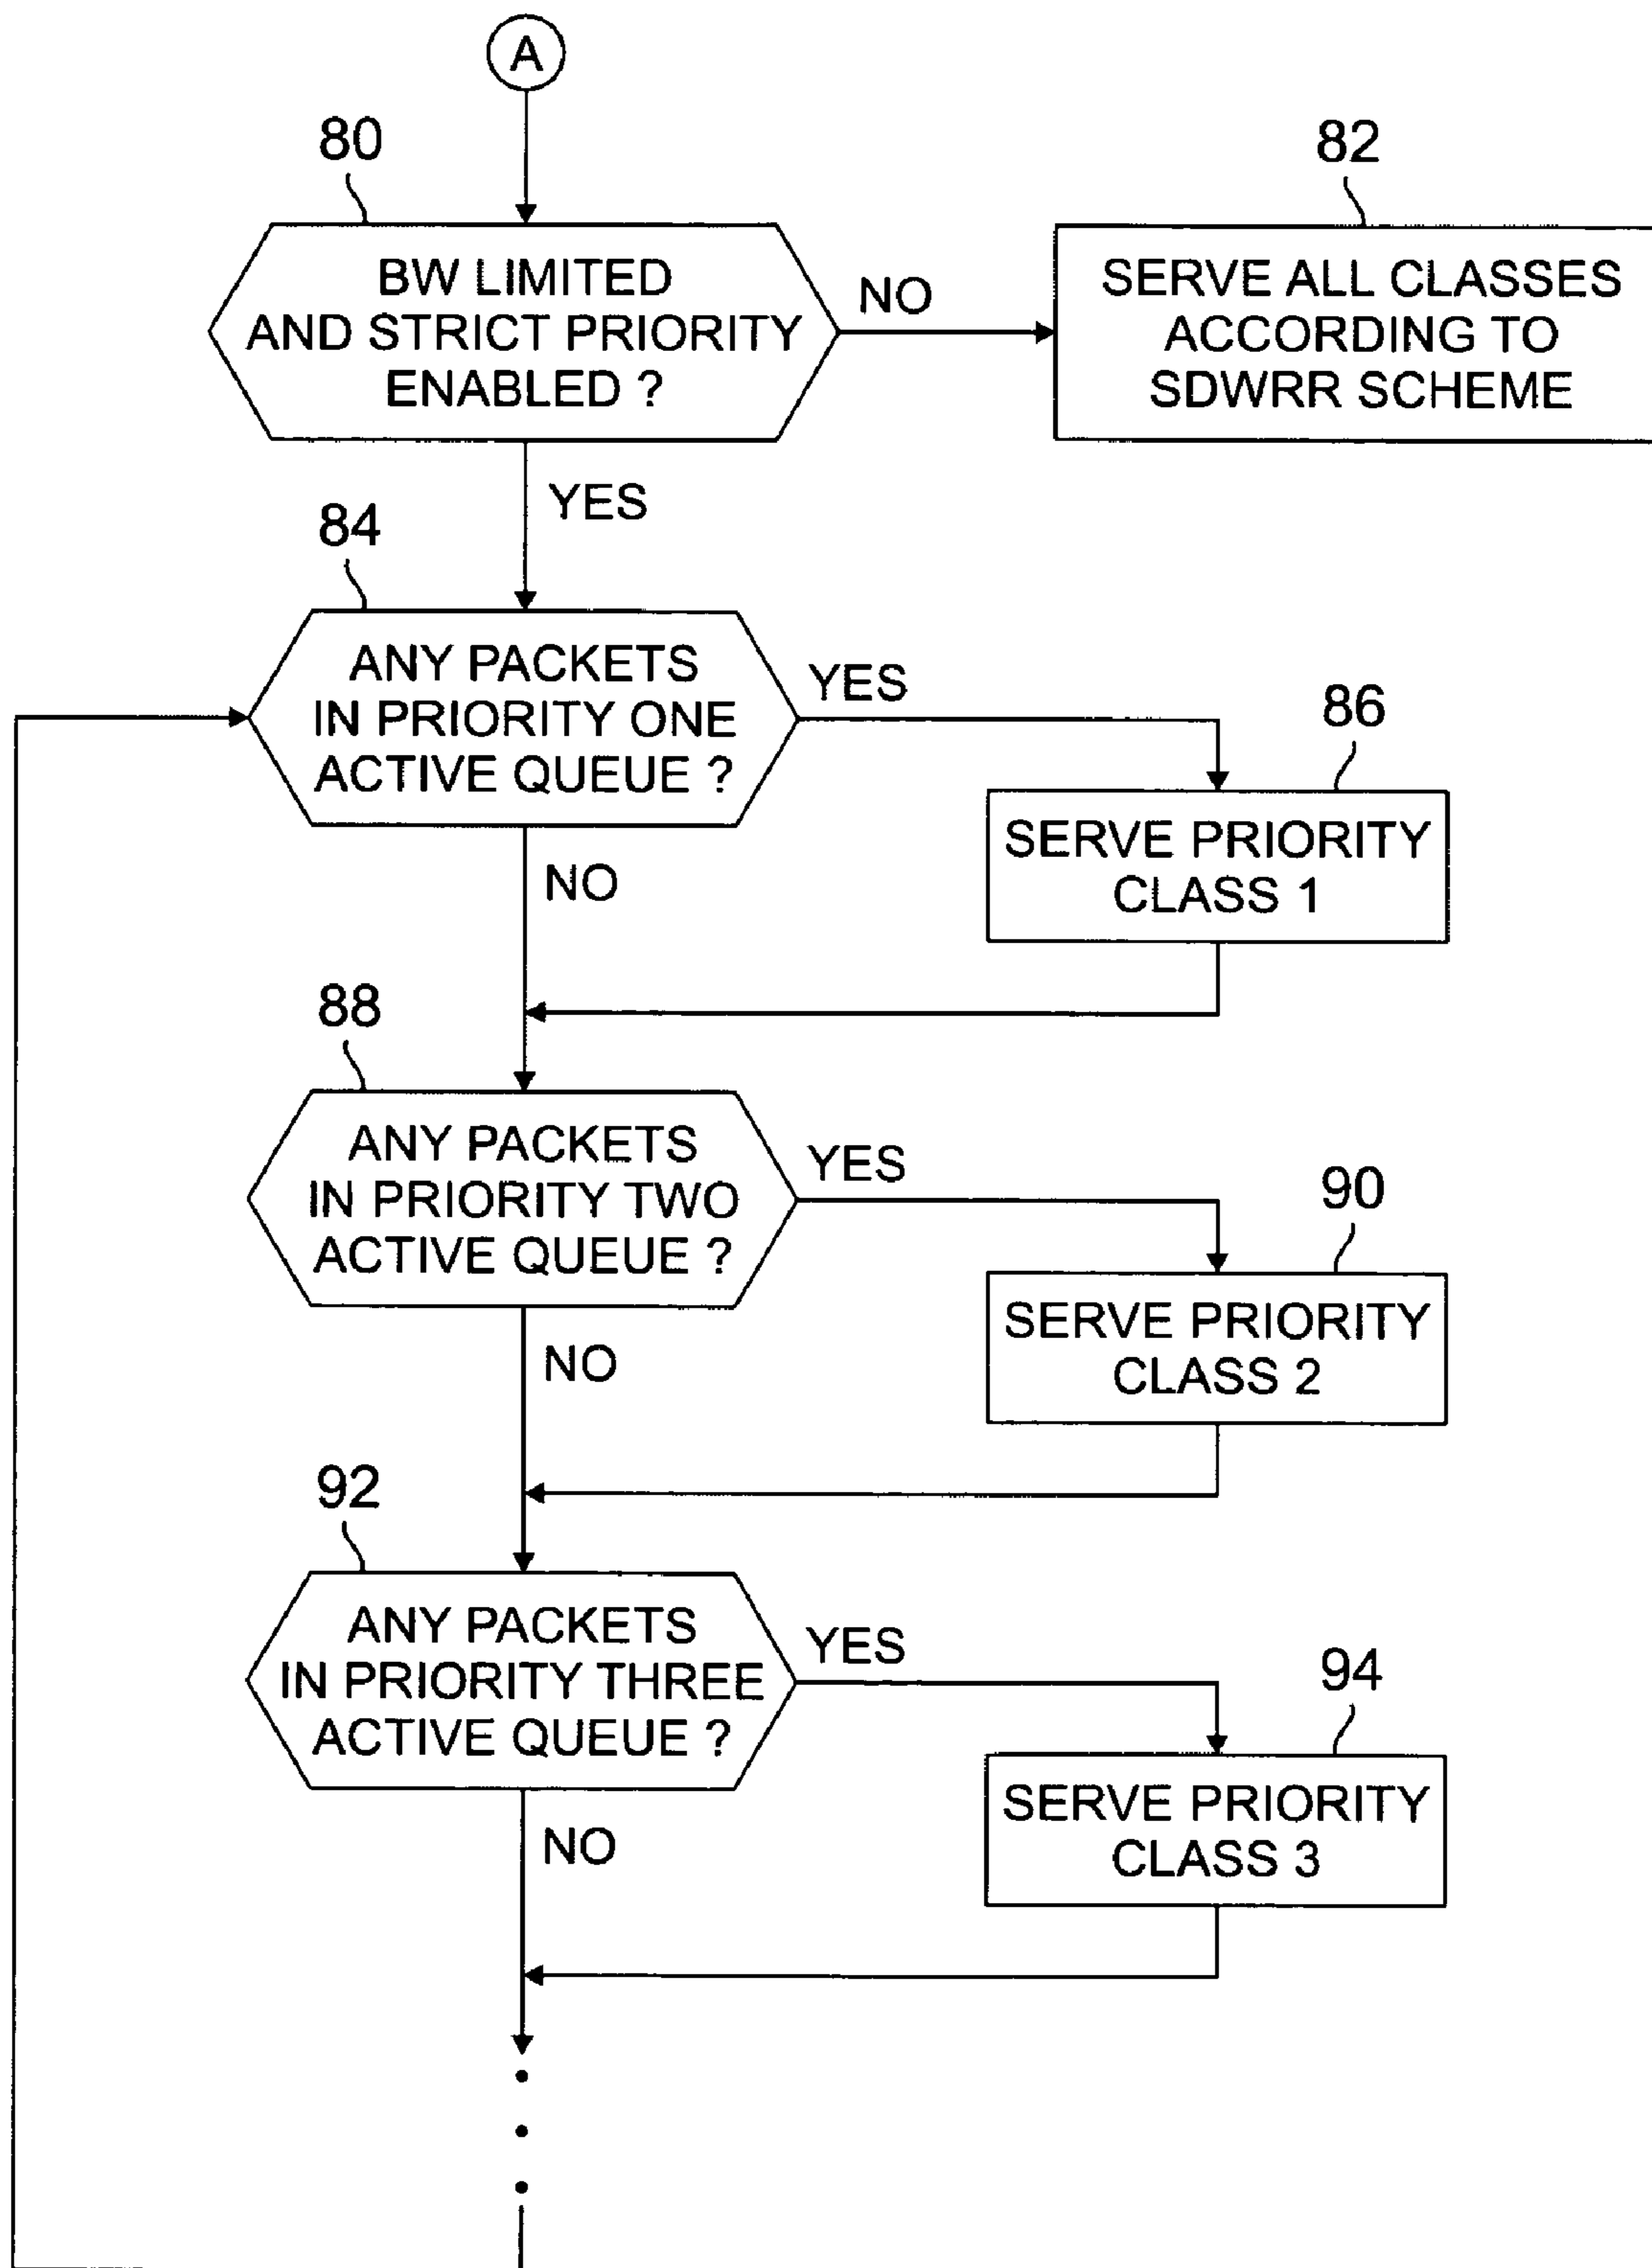 A
80
BW LIMITED
AND STRICT PRIORITY
ENABLED ?
NO
82
SERVE ALL CLASSES
ACCORDING TO
SDWRR SCHEME
YES
84
ANY PACKETS
IN PRIORITY ONE
ACTIVE QUEUE ?
YES
86
SERVE PRIORITY
CLASS 1
NO
88
ANY PACKETS
IN PRIORITY TWO
ACTIVE QUEUE ?
YES
90
SERVE PRIORITY
CLASS 2
NO
92
ANY PACKETS
IN PRIORITY THREE
ACTIVE QUEUE ?
YES
94
SERVE PRIORITY
CLASS 3
NO